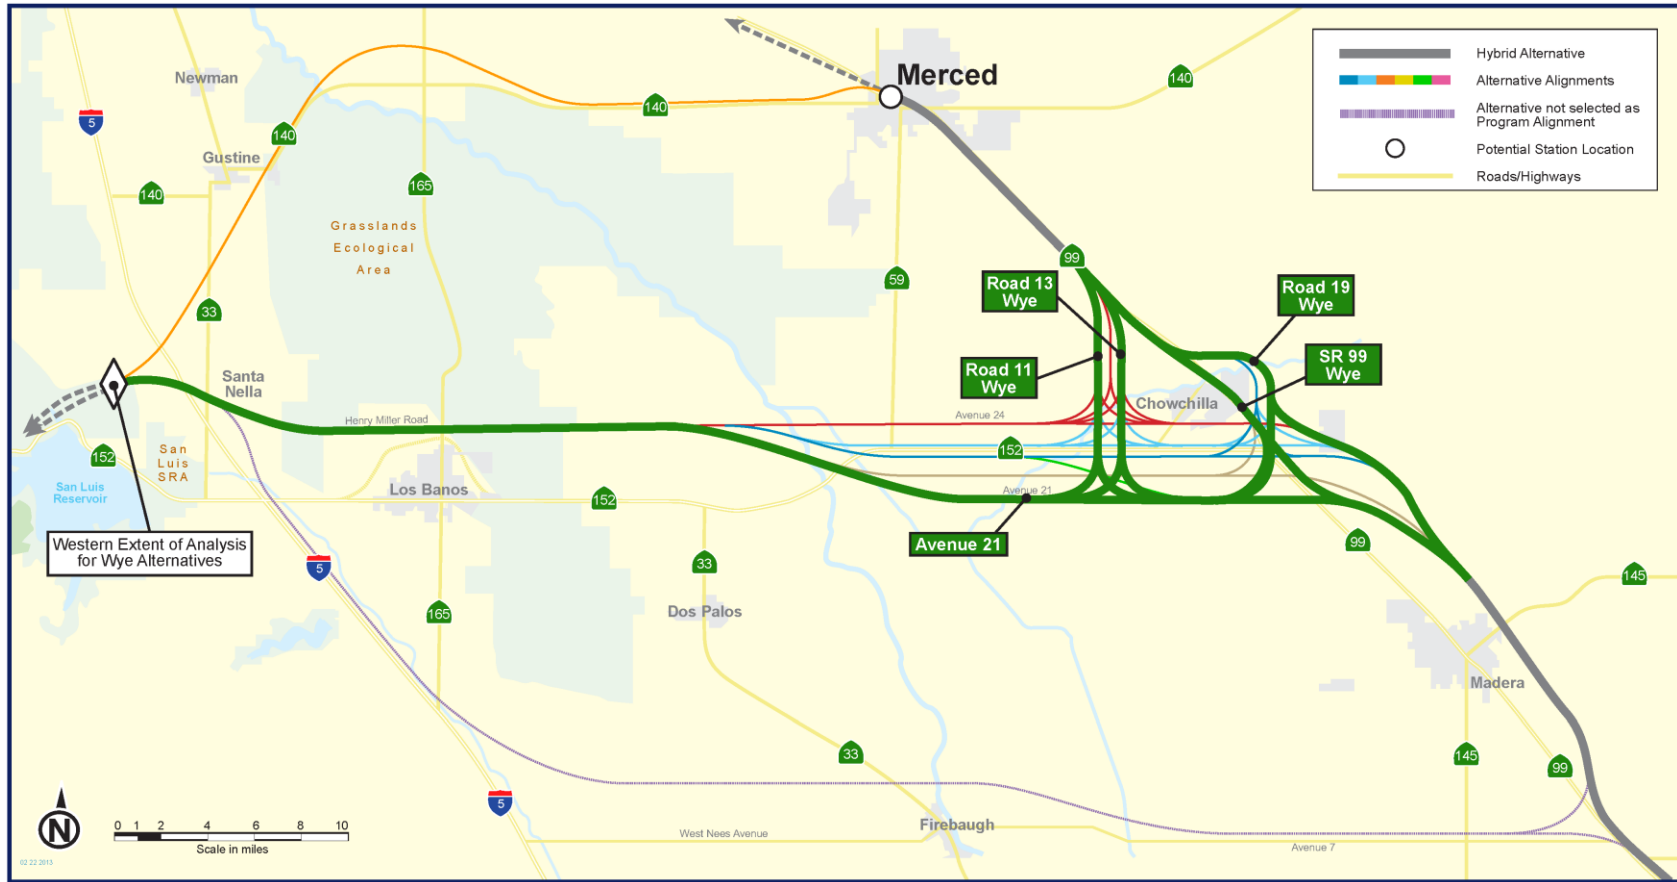 Merced
Newman
140
5
140
140
Gustine
140
165
Grasslands
Ecological
Area
59
99
33
Road 13
Wye
Road 19
Wye
Road 11
Wye
SR 99
Wye
Santa
Nella
Chowchilla
Henry Miller Road
Avenue 24
152
152
San
Luis
SRA
San Luis
Reservoir
Los Banos
152
Avenue 21
Avenue 21
Western Extent of Analysis
for Wye Alternatives
99
5
33
145
165
Dos Palos
Madera
33
145
99
5
Firebaugh
West Nees Avenue
Avenue 7
Hybrid Alternative
Alternative Alignments
Alternative not selected as
Program Alignment
Potential Station Location
Roads/Highways
N
0 1 2 4 6 8 10
Scale in miles
02 22 2013